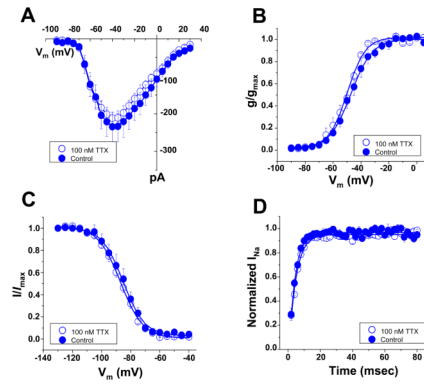 A
-100 -80 -60 -40 -20 0 20 40
Vm (mV)
-100
-200
-300
pA
100 nM TTX
Control
B
g/gmax
1.0
0.8
0.6
0.4
0.2
0.0
-100 -80 -60 -40 -20 0
Vm (mV)
100 nM TTX
Control
C
I/Imax
1.0
0.8
0.6
0.4
0.2
0.0
-140 -120 -100 -80 -60 -40
Vm (mV)
100 nM TTX
Control
D
Normalized INa
1.0
0.8
0.6
0.4
0.2
0.0
0 20 40 60 80
Time (msec)
100 nM TTX
Control